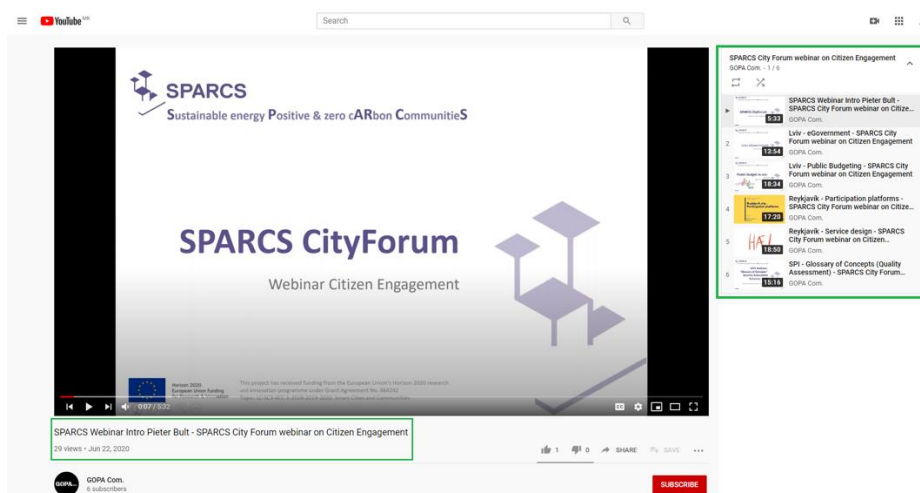 YouTube
Search
SPARCS
Sustainable energy Positive & zero cARbon CommunitieS
SPARCS CityForum
Webinar Citizen Engagement
Horizon 2020
European Union funding
for Research & Innovation
This project has received funding from the European Union's Horizon 2020 research
and innovation programme under Grant Agreement No. 864242
0:07 / 5:32
SPARCS Webinar Intro Pieter Bult - SPARCS City Forum webinar on Citizen Engagement
29 views • Jun 22, 2020
1
0
SHARE
SAVE
GOPA...
GOPA Com.
6 subscribers
SUBSCRIBE
SPARCS City Forum webinar on Citizen Engagement
GOPA Com. - 1 / 6
5:33
SPARCS Webinar Intro Pieter Bult -
SPARCS City Forum webinar on Citize...
GOPA Com.
2
13:54
Lviv - eGovernment - SPARCS City
Forum webinar on Citizen Engagement
GOPA Com.
3
18:34
Lviv - Public Budgeting - SPARCS City
Forum webinar on Citizen Engagement
GOPA Com.
4
17:20
Reykjavik - Participation platforms -
SPARCS City Forum webinar on Citize...
GOPA Com.
5
18:50
Reykjavik - Service design - SPARCS
City Forum webinar on Citizen...
GOPA Com.
6
15:16
SPI - Glossary of Concepts (Quality
Assessment) - SPARCS City Forum...
GOPA Com.